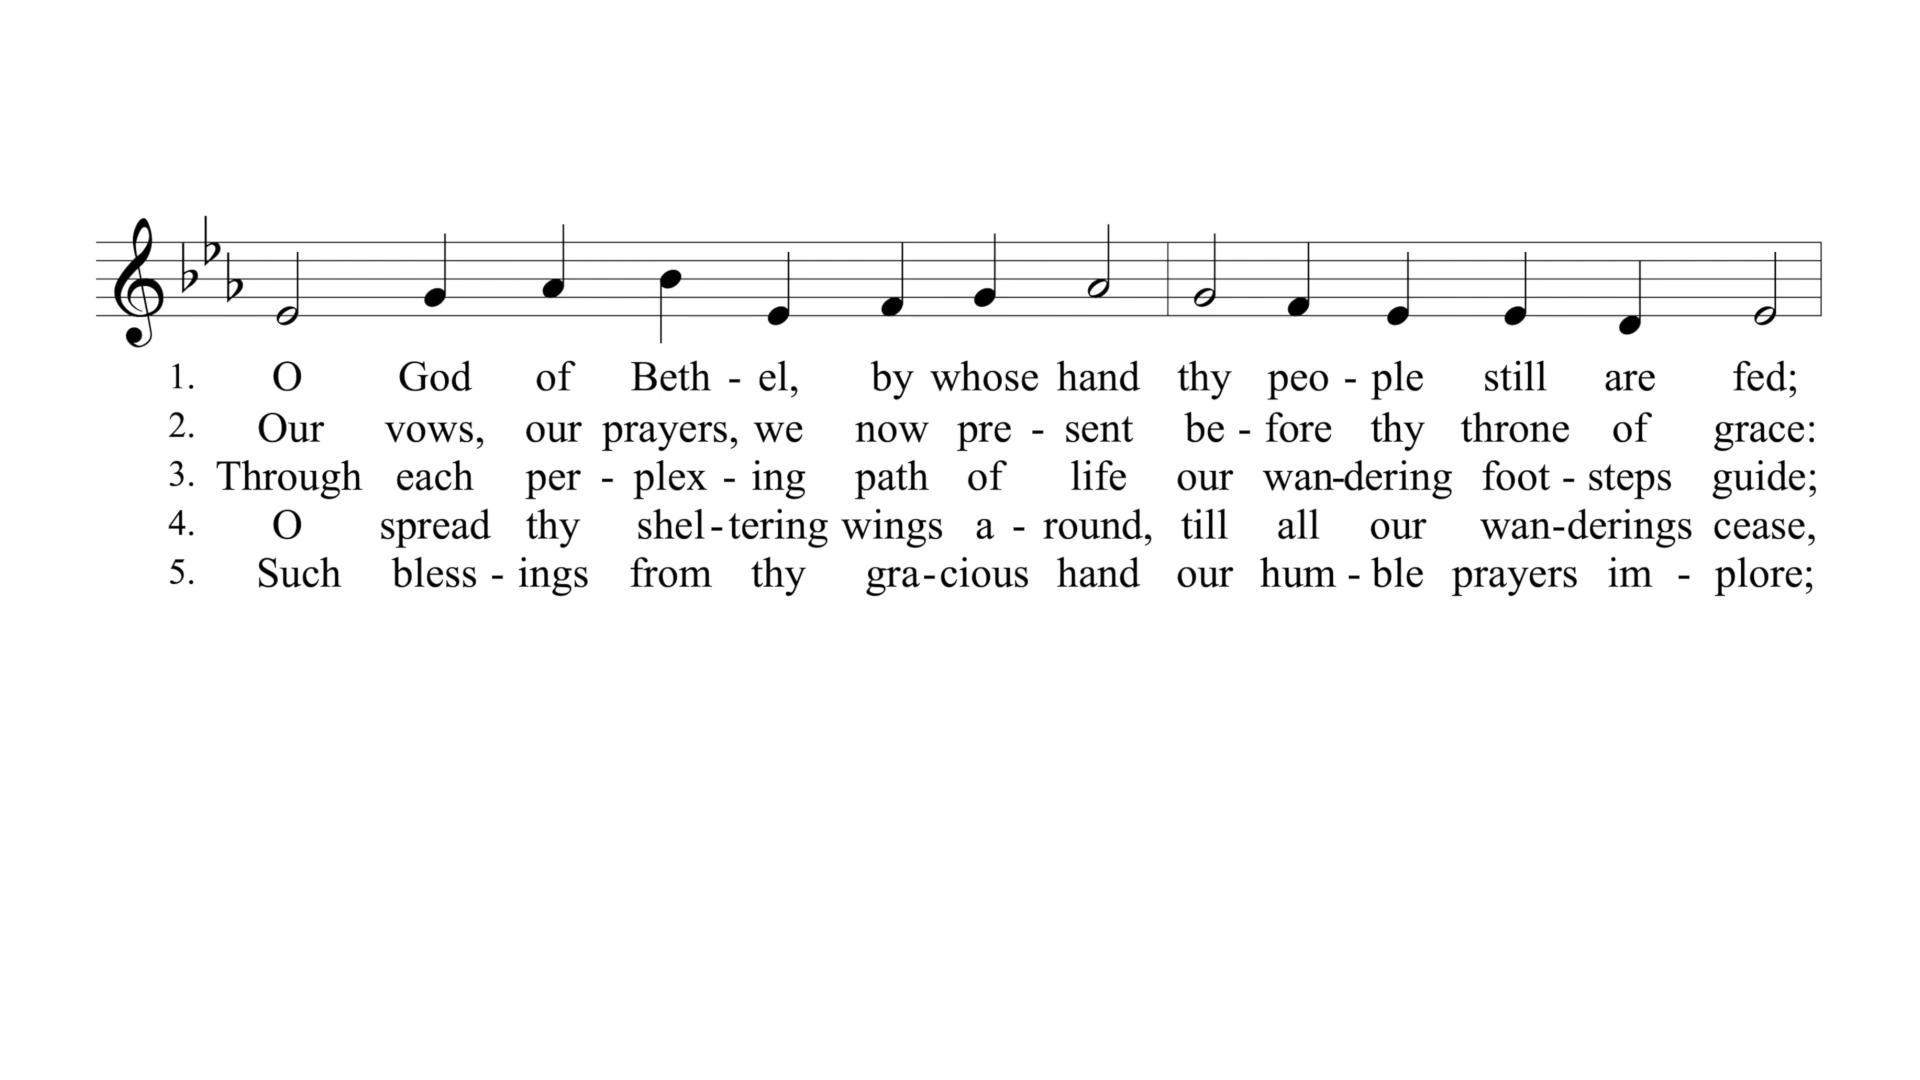 1. O God of Beth - el, by whose hand thy peo - ple still are fed;
2. Our vows, our prayers, we now pre - sent be - fore thy throne of grace:
3. Through each per - plex - ing path of life our wan-dering foot - steps guide;
4. O spread thy shel - tering wings a - round, till all our wan-derings cease,
5. Such bless - ings from thy gra - cious hand our hum - ble prayers im - plore;